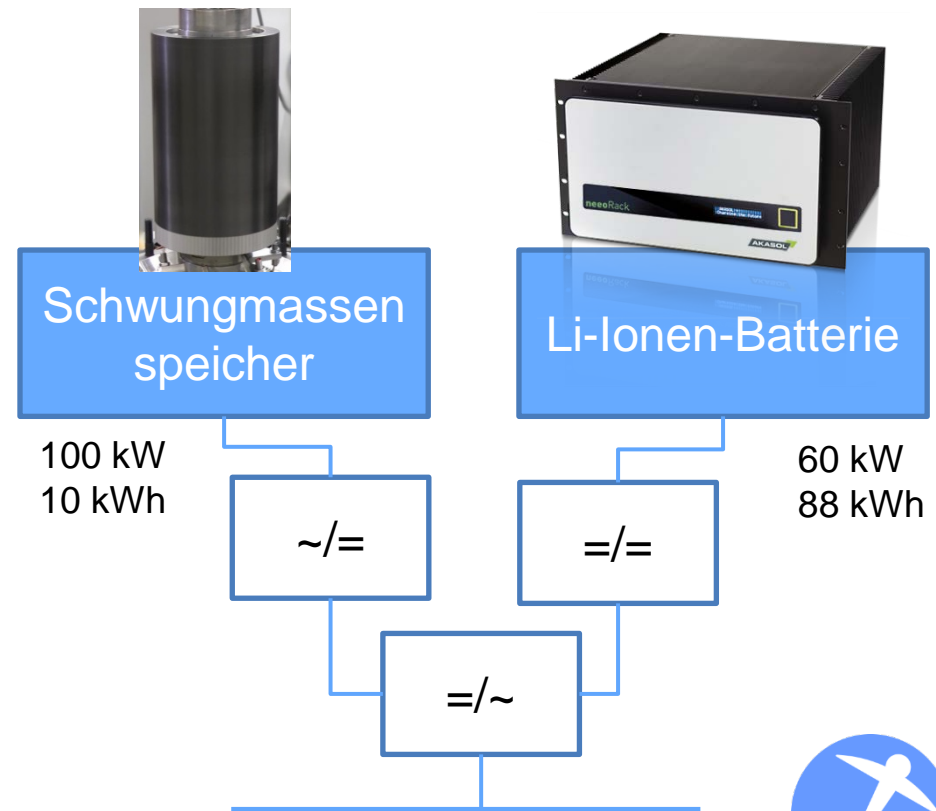 neeoRack
AKASOL
Schwungmassen
speicher
Li-Ionen-Batterie
100 kW
10 kWh
60 kW
88 kWh
~/=
=/=
=/~